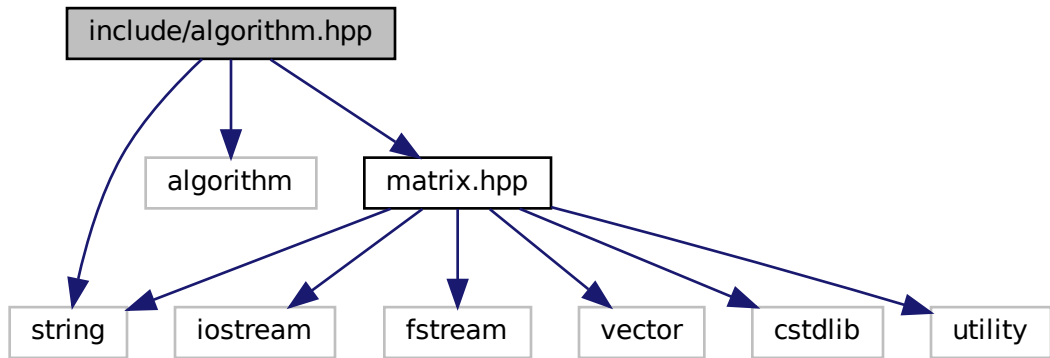 include/algorithm.hpp
algorithm
matrix.hpp
string
iostream
fstream
vector
cstdlib
utility